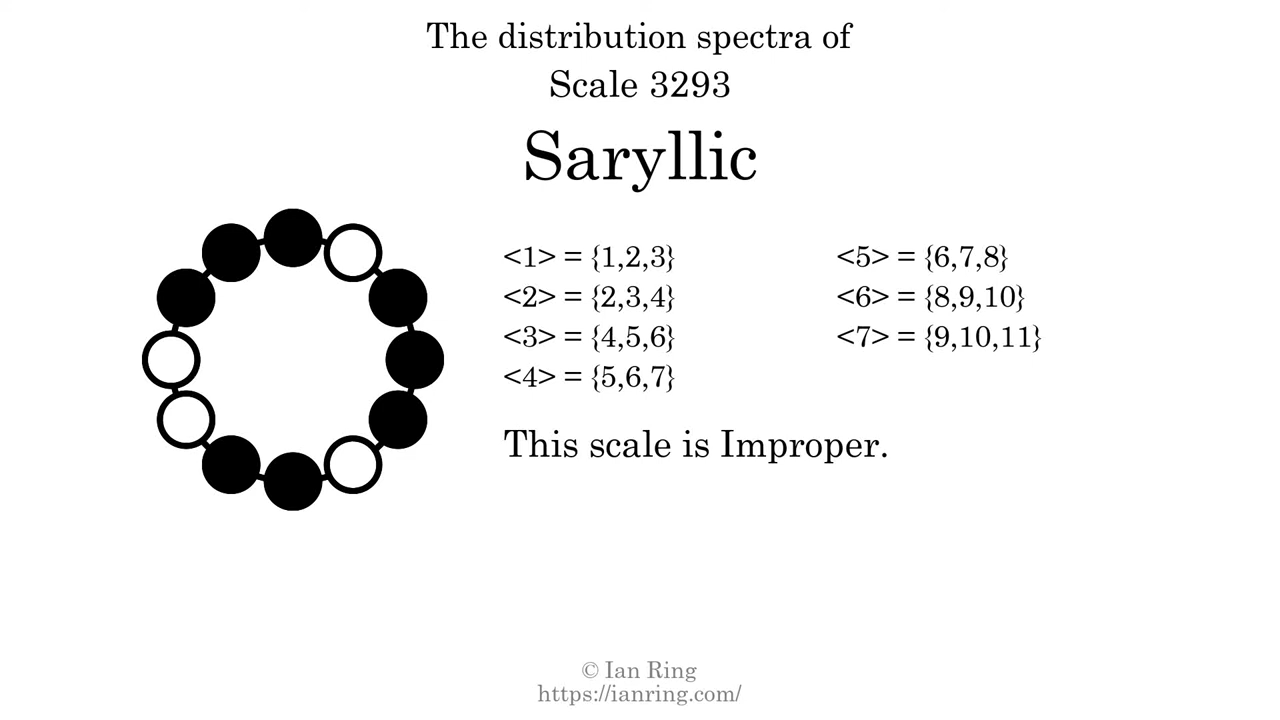 The distribution spectra of
Scale 3293
Saryllic
<1> = {1,2,3}
<2> = {2,3,4}
<3> = {4,5,6}
<4> = {5,6,7}
<5> = {6,7,8}
<6> = {8,9,10}
<7> = {9,10,11}
This scale is Improper.
© Ian Ring
https://ianring.com/